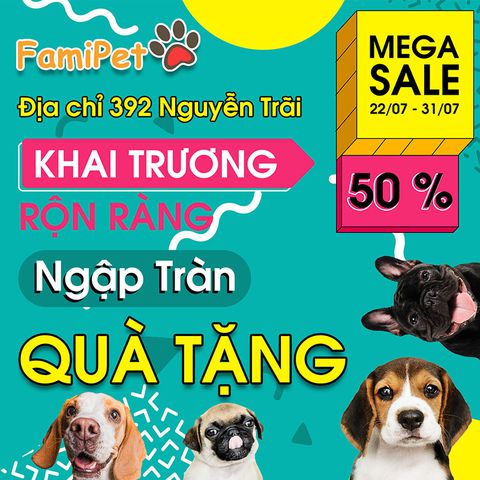 FamiPet
Địa chỉ 392 Nguyễn Trãi
KHAI TRƯƠNG
RỘN RÀNG
Ngập Tràn
QUÀ TẶNG
MEGA
SALE
22/07 - 31/07
50 %